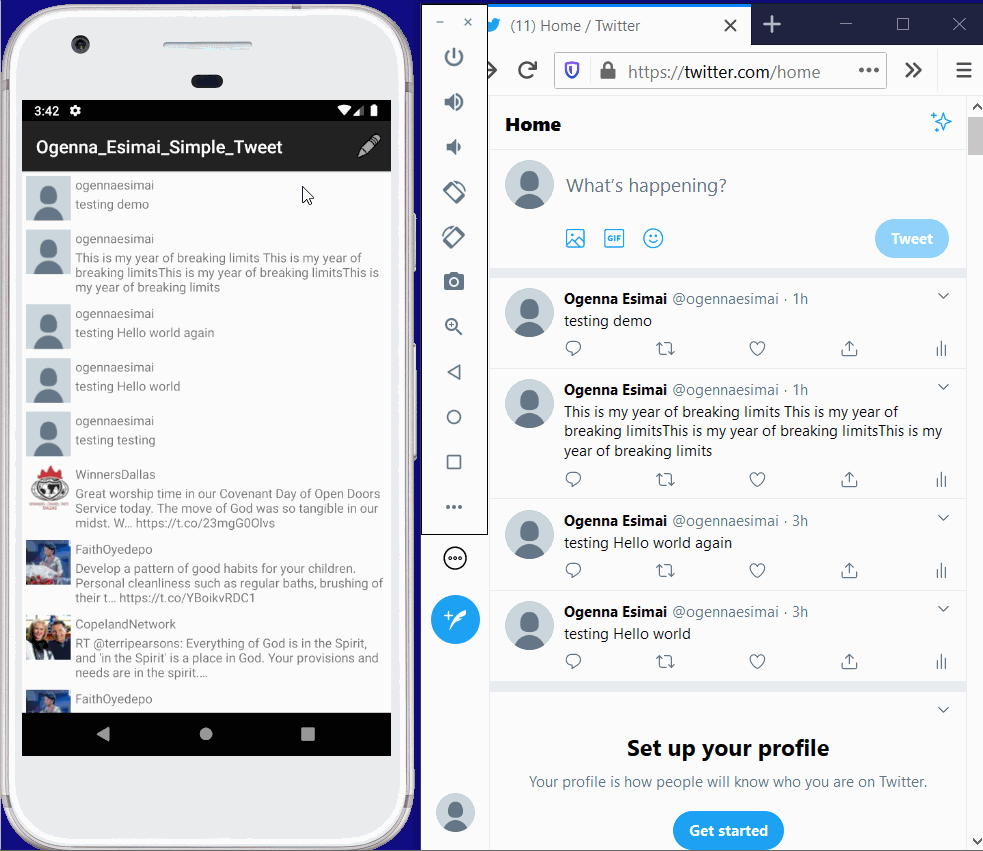 3:42
Ogenna_Esimai_Simple_Tweet
ogennaesimai
testing demo
ogennaesimai
This is my year of breaking limits This is my year of
breaking limitsThis is my year of breaking limitsThis is
my year of breaking limits
ogennaesimai
testing Hello world again
ogennaesimai
testing Hello world
ogennaesimai
testing testing
WinnersDallas
Great worship time in our Covenant Day of Open Doors
Service today. The move of God was so tangible in our
midst. W… https://t.co/23mgG0Olvs
FaithOyedepo
Develop a pattern of good habits for your children.
Personal cleanliness such as regular baths, brushing of
their t… https://t.co/YBoikvRDC1
CopelandNetwork
RT @terripearsons: Everything of God is in the Spirit,
and 'in the Spirit' is a place in God. Your provisions and
needs are in the spirit.…
FaithOyedepo
(11) Home / Twitter
https://twitter.com/home
Home
What's happening?
GIF
Tweet
Ogenna Esimai @ogennaesimai · 1h
testing demo
Ogenna Esimai @ogennaesimai · 1h
This is my year of breaking limits This is my year of
breaking limitsThis is my year of breaking limitsThis is my
year of breaking limits
Ogenna Esimai @ogennaesimai · 3h
testing Hello world again
Ogenna Esimai @ogennaesimai · 3h
testing Hello world
Set up your profile
Your profile is how people will know who you are on Twitter.
Get started